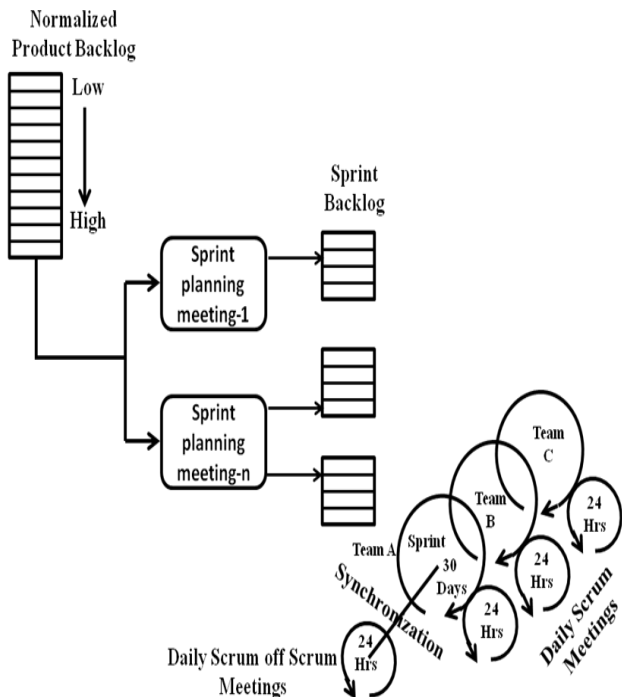 Normalized
Product Backlog
Low
High
Sprint
Backlog
Sprint
planning
meeting-1
Sprint
planning
meeting-n
Team
C
Team
B
Team A
Sprint
30
Days
24
Hrs
24
Hrs
24
Hrs
24
Hrs
Synchronization
Daily Scrum
Meetings
Daily Scrum off Scrum
Meetings